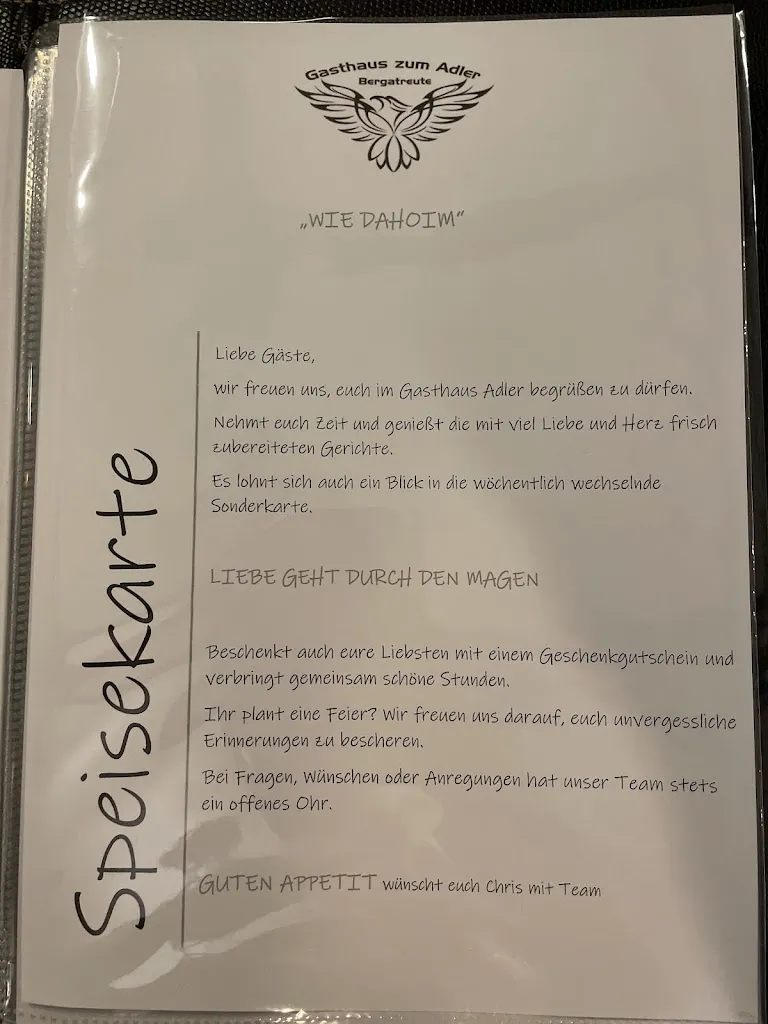 Gasthaus zum Adler
Bergatreute
„WIE DAHOIM“
Speisekarte
Liebe Gäste,
wir freuen uns, euch im Gasthaus Adler begrüßen zu dürfen.
Nehmt euch Zeit und genießt die mit viel Liebe und Herz frisch
zubereiteten Gerichte.
Es lohnt sich auch ein Blick in die wöchentlich wechselnde
Sonderkarte.
LIEBE GEHT DURCH DEN MAGEN
Beschenkt auch eure Liebsten mit einem Geschenkgutschein und
verbringt gemeinsam schöne Stunden.
Ihr plant eine Feier? Wir freuen uns darauf, euch unvergessliche
Erinnerungen zu bescheren.
Bei Fragen, Wünschen oder Anregungen hat unser Team stets
ein offenes Ohr.
GUTEN APPETIT wünscht euch Chris mit Team